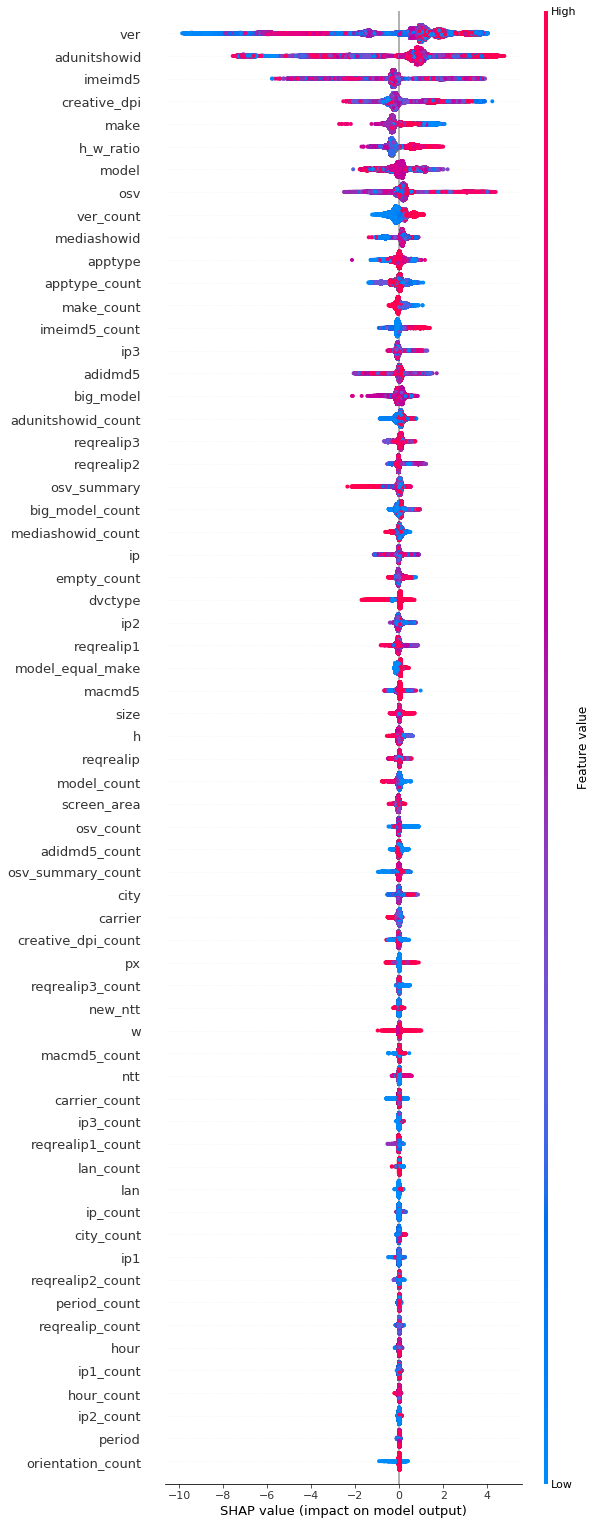 High
ver
adunitshowid
imeimd5
creative_dpi
make
h_w_ratio
model
osv
ver_count
mediashowid
apptype
apptype_count
make_count
imeimd5_count
ip3
adidmd5
big_model
adunitshowid_count
reqrealip3
reqrealip2
osv_summary
big_model_count
mediashowid_count
ip
empty_count
dvctype
ip2
reqrealip1
model_equal_make
macmd5
size
h
reqrealip
model_count
screen_area
osv_count
adidmd5_count
osv_summary_count
city
carrier
creative_dpi_count
px
reqrealip3_count
new_ntt
w
macmd5_count
ntt
carrier_count
ip3_count
reqrealip1_count
lan_count
lan
ip_count
city_count
ip1
reqrealip2_count
period_count
reqrealip_count
hour
ip1_count
hour_count
ip2_count
period
orientation_count
Feature value
Low
−10 −8 −6 −4 −2 0 2 4
SHAP value (impact on model output)